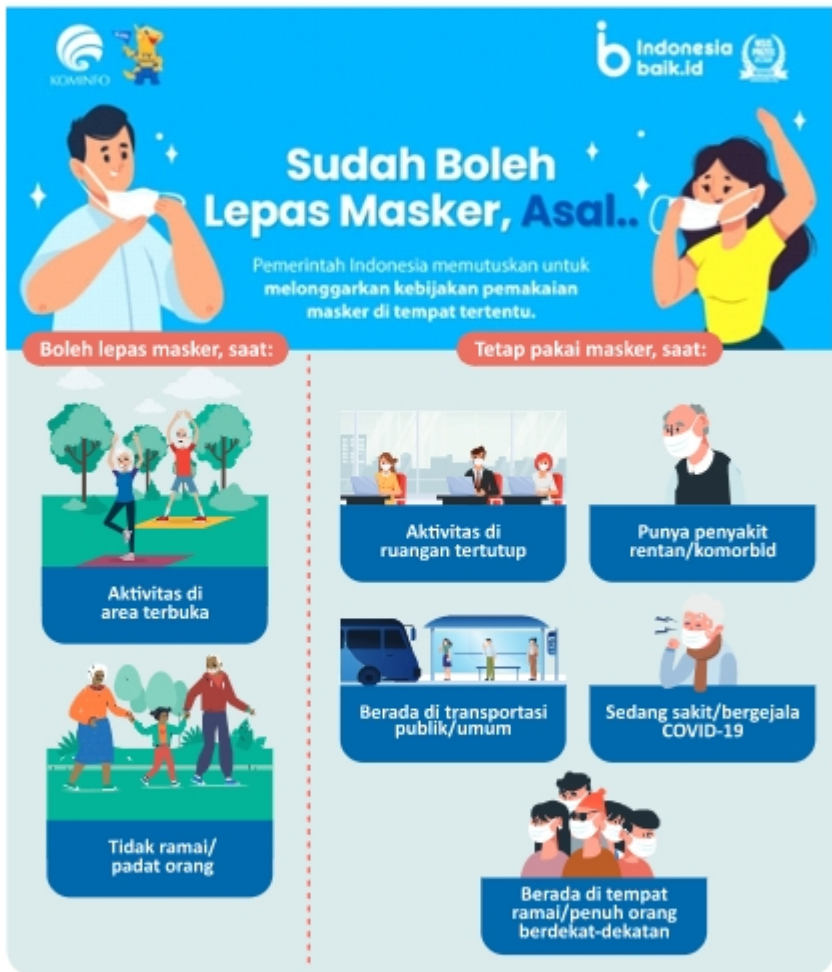 KOMINFO
Indonesia
baik.id
Sudah Boleh
Lepas Masker, Asal..
Pemerintah Indonesia memutuskan untuk
melonggarkan kebijakan pemakaian
masker di tempat tertentu.
Boleh lepas masker, saat:
Aktivitas di
area terbuka
Tidak ramai/
padat orang
Tetap pakai masker, saat:
Aktivitas di
ruangan tertutup
Punya penyakit
rentan/komorbid
Berada di transportasi
publik/umum
Sedang sakit/bergejala
COVID-19
Berada di tempat
ramai/penuh orang
berdekat-dekatan